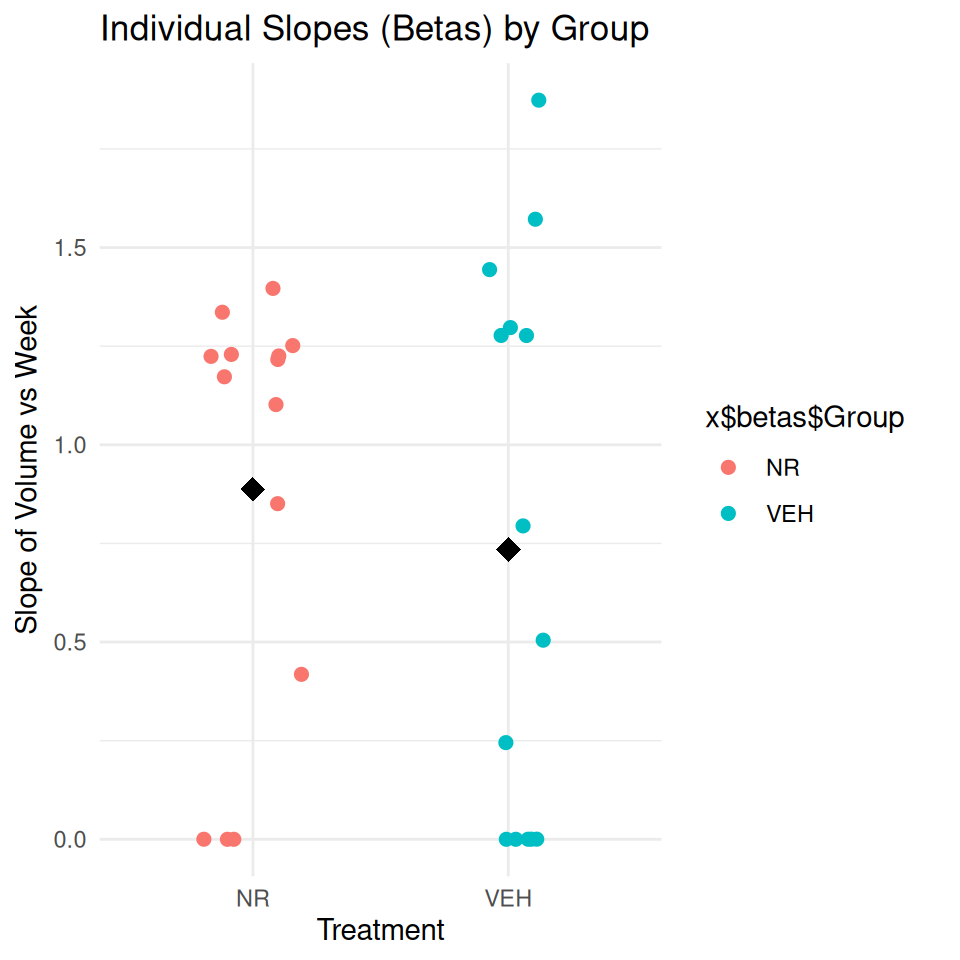 Individual Slopes (Betas) by Group
Slope of Volume vs Week
1.5
1.0
0.5
0.0
NR
VEH
Treatment
x$betas$Group
NR
VEH